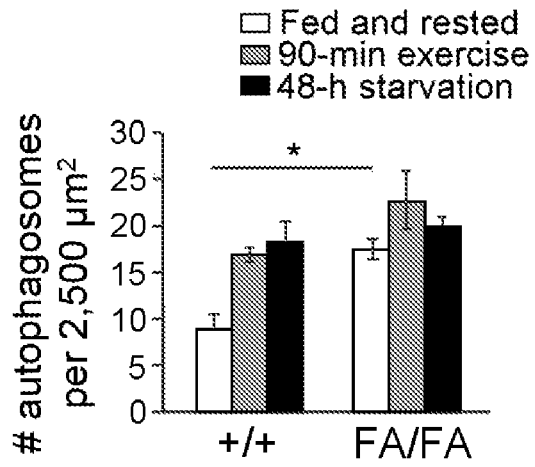 Fed and rested
90-min exercise
48-h starvation
# autophagosomes
per 2,500 µm²
30
25
20
15
10
5
0
*
+/+ FA/FA